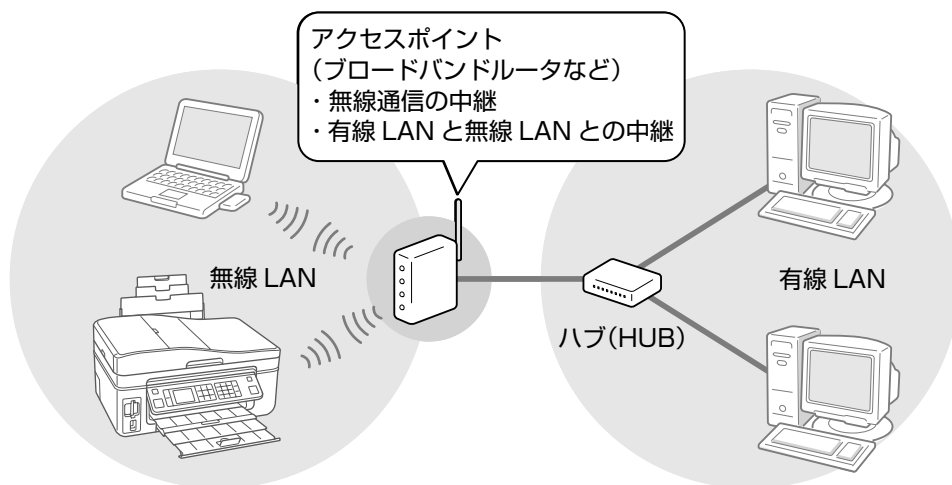 アクセスポイント
（ブロードバンドルータなど）
・無線通信の中継
・有線 LAN と無線 LAN との中継
無線 LAN
有線 LAN
ハブ（HUB）